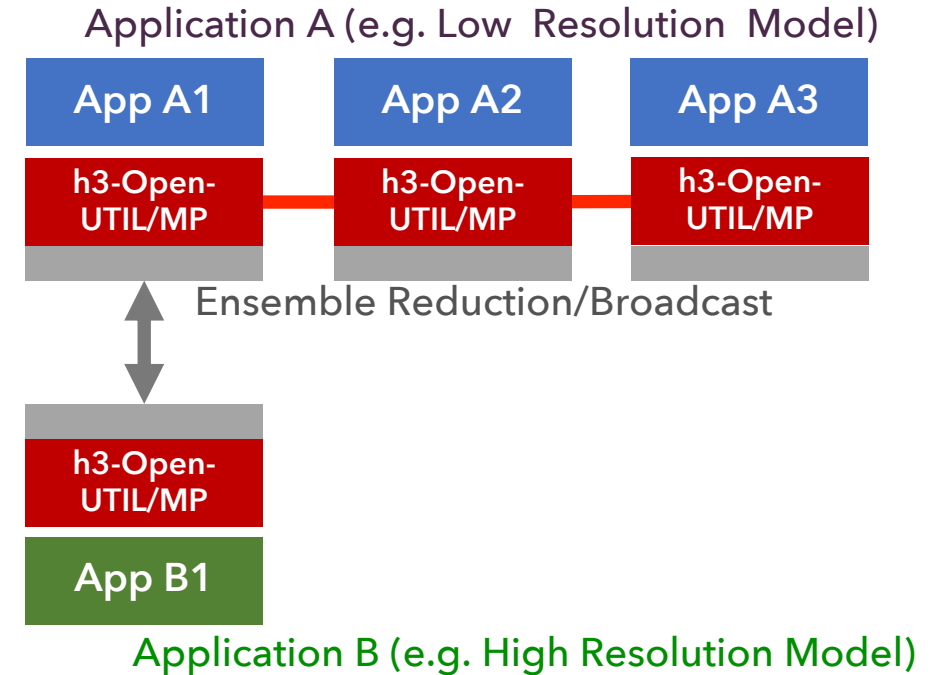 Application A (e.g. Low Resolution Model)
App A1
App A2
App A3
h3-Open-
UTIL/MP
h3-Open-
UTIL/MP
h3-Open-
UTIL/MP
Ensemble Reduction/Broadcast
h3-Open-
UTIL/MP
App B1
Application B (e.g. High Resolution Model)